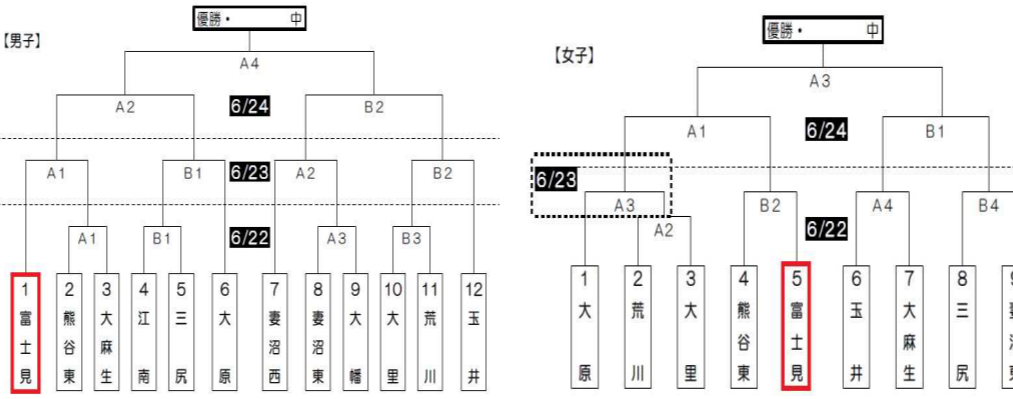 【男子】
優勝・ 中
A4
A2 6/24 B2
A1 B1 6/23 A2 B2
A1 B1 6/22 A3 B3
1 富士見
2 熊谷東
3 大麻生
4 江南
5 三尻
6 大原
7 妻沼西
8 妻沼東
9 大幡
10 大里
11 荒川
12 玉井
【女子】
優勝・ 中
A3
A1 6/24 B1
6/23
A3 B2 A4 B4
A2 6/22
1 大原
2 荒川
3 大里
4 熊谷東
5 富士見
6 玉井
7 大麻生
8 三尻